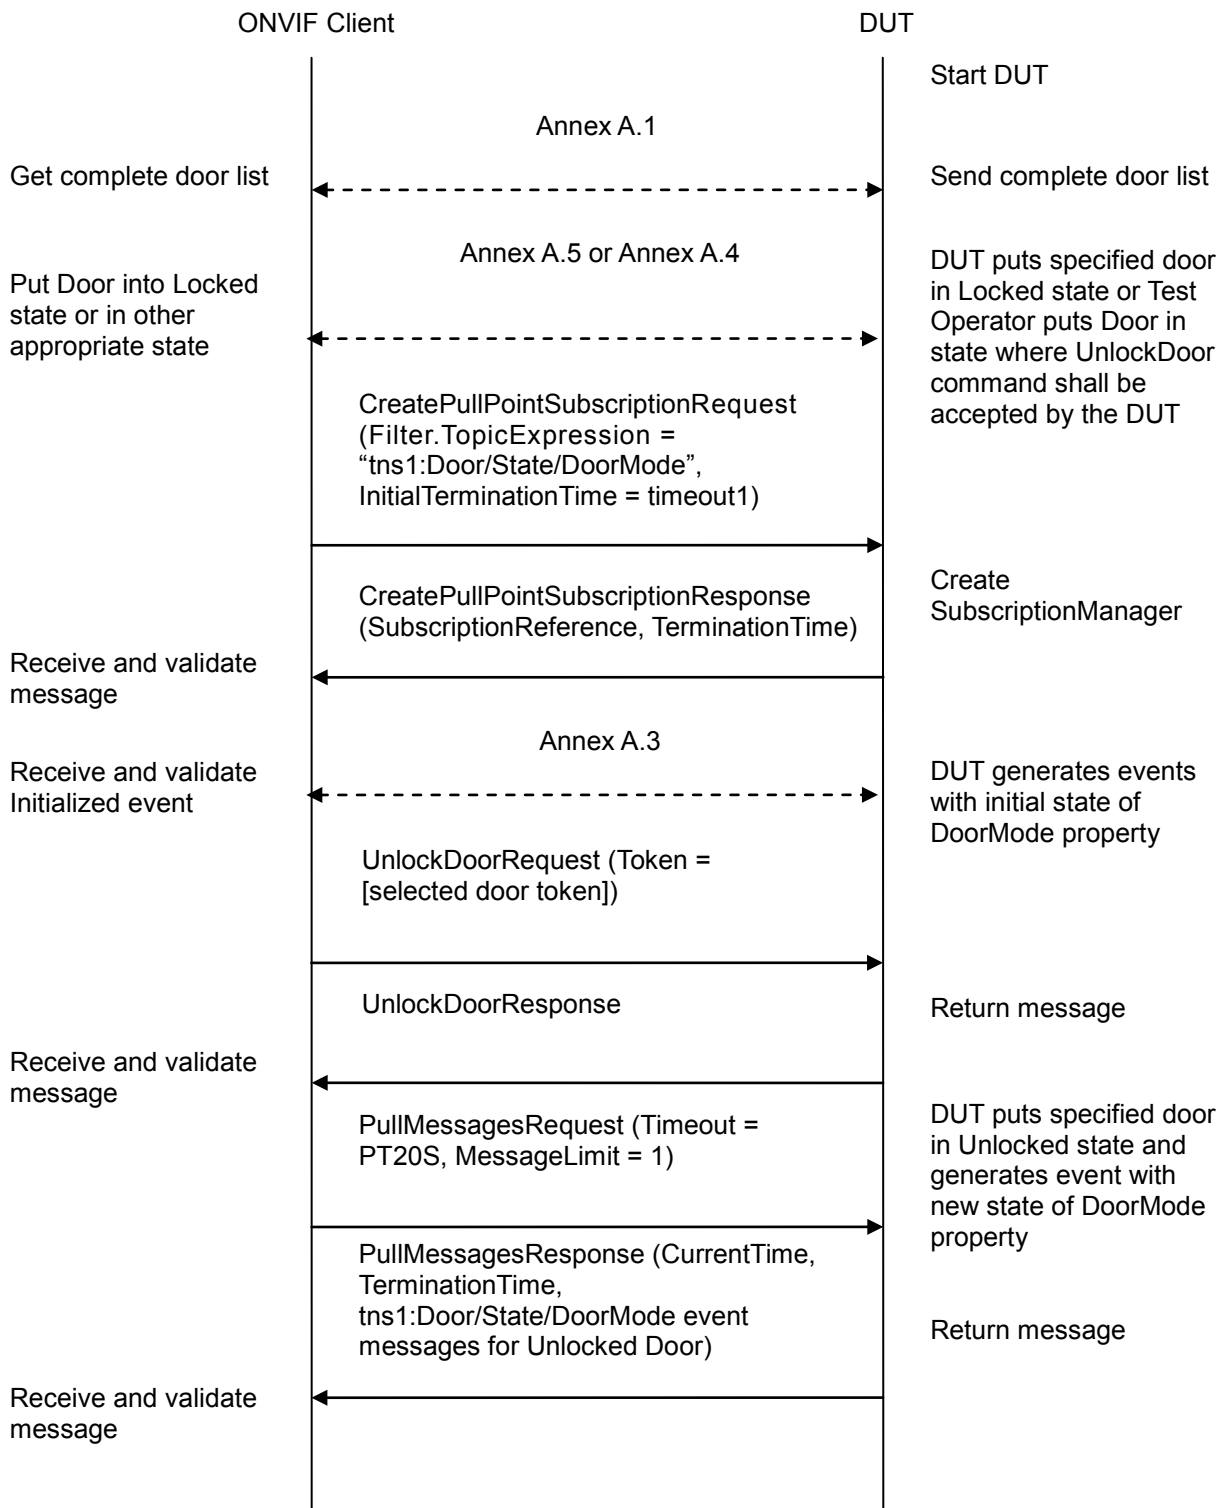 ONVIF Client
DUT
Start DUT
Annex A.1
Get complete door list
Send complete door list
Annex A.5 or Annex A.4
Put Door into Locked
state or in other
appropriate state
DUT puts specified door
in Locked state or Test
Operator puts Door in
state where UnlockDoor
command shall be
accepted by the DUT
CreatePullPointSubscriptionRequest
(Filter.TopicExpression =
“tns1:Door/State/DoorMode”,
InitialTerminationTime = timeout1)
Create
SubscriptionManager
CreatePullPointSubscriptionResponse
(SubscriptionReference, TerminationTime)
Receive and validate
message
Annex A.3
Receive and validate
Initialized event
DUT generates events
with initial state of
DoorMode property
UnlockDoorRequest (Token =
[selected door token])
UnlockDoorResponse
Return message
Receive and validate
message
PullMessagesRequest (Timeout =
PT20S, MessageLimit = 1)
DUT puts specified door
in Unlocked state and
generates event with
new state of DoorMode
property
PullMessagesResponse (CurrentTime,
TerminationTime,
tns1:Door/State/DoorMode event
messages for Unlocked Door)
Return message
Receive and validate
message